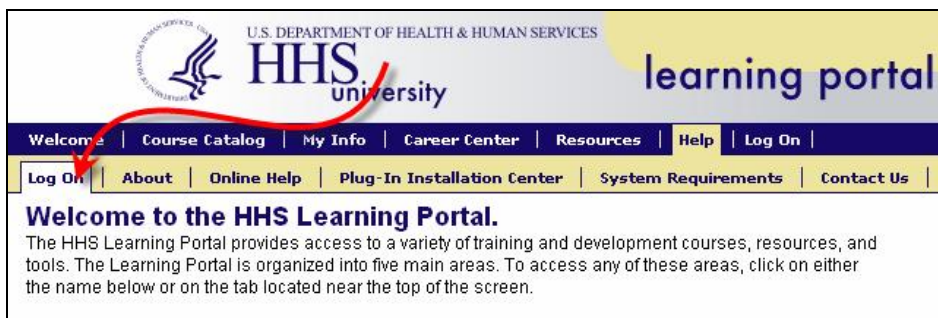 U.S. DEPARTMENT OF HEALTH & HUMAN SERVICES
HHS
university
learning portal
Welcome | Course Catalog | My Info | Career Center | Resources | Help | Log On |
Log On | About | Online Help | Plug-In Installation Center | System Requirements | Contact Us |
Welcome to the HHS Learning Portal.
The HHS Learning Portal provides access to a variety of training and development courses, resources, and
tools. The Learning Portal is organized into five main areas. To access any of these areas, click on either
the name below or on the tab located near the top of the screen.